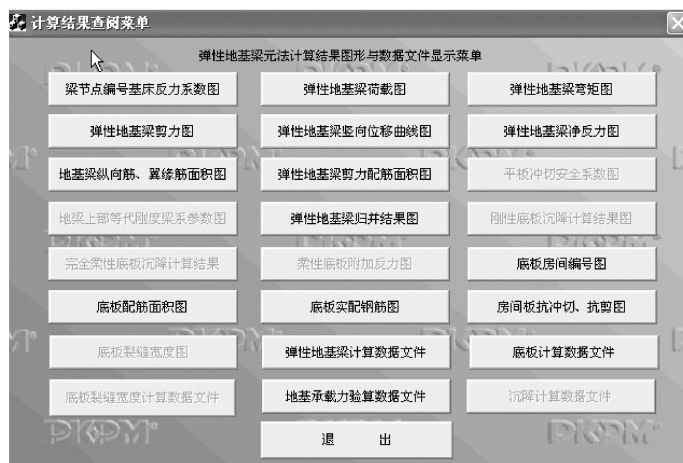 计算结果查阅菜单
弹性地基梁元法计算结果图形与数据文件显示菜单
梁节点编号基床反力系数图 弹性地基梁荷载图 弹性地基梁弯矩图
弹性地基梁剪力图 弹性地基梁竖向位移曲线图 弹性地基梁净反力图
地基梁纵向筋、翼缘筋面积图 弹性地基梁剪力配筋面积图 平板冲切安全系数图
地梁上部等代刚度梁系参数图 弹性地基梁归并结果图 刚性底板沉降计算结果图
完全柔性底板沉降计算结果 柔性底板附加反力图 底板房间编号图
底板配筋面积图 底板实配钢筋图 房间板抗冲切、抗剪图
底板裂缝宽度图 弹性地基梁计算数据文件 底板计算数据文件
底板裂缝宽度计算数据文件 地基承载力验算数据文件 沉降计算数据文件
PKPM 退 出 PKPM